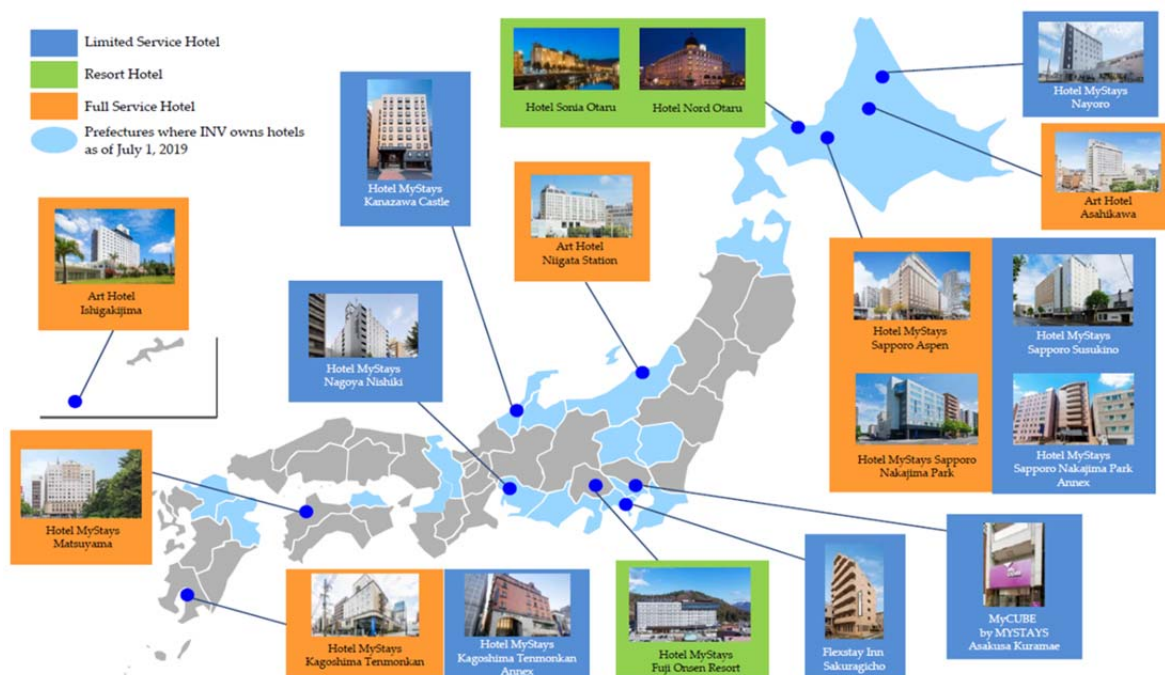 Limited Service Hotel
Resort Hotel
Full Service Hotel
Prefectures where INV owns hotels
as of July 1, 2019
Hotel Sonia Otaru
Hotel Nord Otaru
Hotel MyStays
Nayoro
Hotel MyStays
Kanazawa Castle
Art Hotel
Niigata Station
Art Hotel
Asahikawa
Art Hotel
Ishigakijima
Hotel MyStays
Nagoya Nishiki
Hotel MyStays
Sapporo Aspen
Hotel MyStays
Sapporo Susukino
Hotel MyStays Sapporo
Nakajima Park
Hotel MyStays
Sapporo Nakajima Park
Annex
Hotel MyStays
Matsuyama
Hotel MyStays
Kagoshima Tenmonkan
Hotel MyStays
Kagoshima Tenmonkan
Annex
Hotel MyStays
Fuji Onsen Resort
Flexstay Inn
Sakuragicho
MyCUBE
by MYSTAYS
Asakusa Kuramae